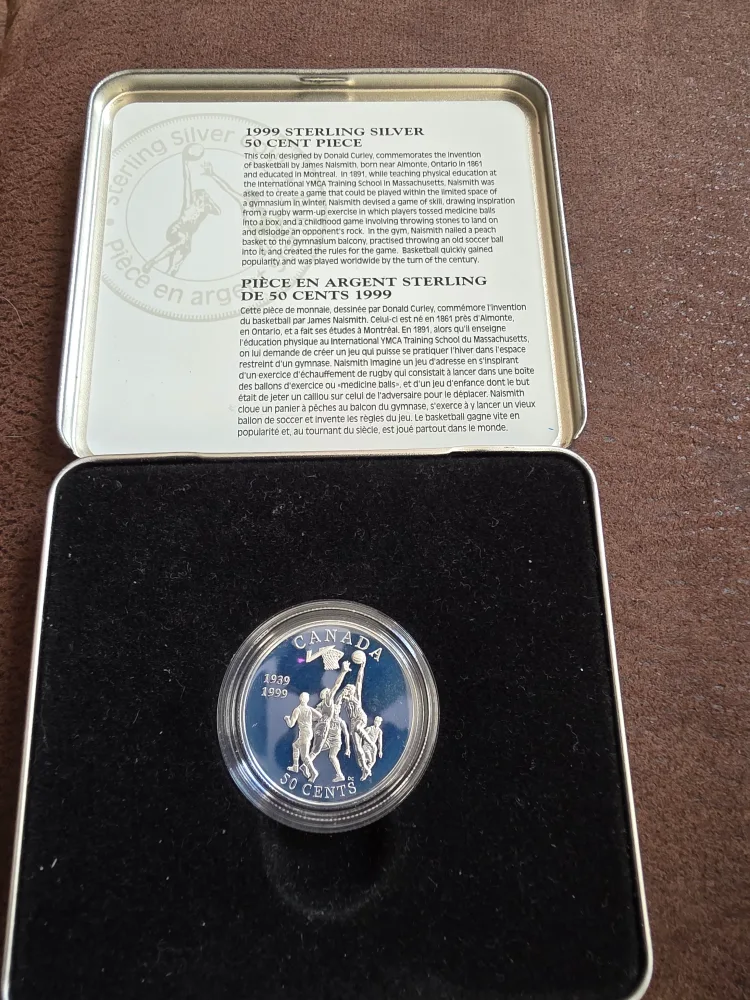 Sterling Silver
Pièce en arge
1999 STERLING SILVER
50 CENT PIECE
This coin, designed by Donald Curley, commemorates the invention
of basketball by James Naismith, born near Almonte, Ontario in 1861
and educated in Montreal. In 1891, while teaching physical education at
the International YMCA Training School in Massachusetts, Naismith was
asked to create a game that could be played within the limited space of
a gymnasium in winter. Naismith devised a game of skill, drawing inspiration
from a rugby warm-up exercise in which players tossed medicine balls
into a box, and a childhood game involving throwing stones to land on
and dislodge an opponent's rock. In the gym, Naismith nailed a peach
basket to the gymnasium balcony, practised throwing an old soccer ball
into it, and created the rules for the game. Basketball quickly gained
popularity and was played worldwide by the turn of the century.
PIÈCE EN ARGENT STERLING
DE 50 CENTS 1999
Cette pièce de monnaie, dessinée par Donald Curley, commémore l'invention
du basketball par James Naismith. Celui-ci est né en 1861 près d'Almonte,
en Ontario, et a fait ses études à Montréal. En 1891, alors qu'il enseigne
l'éducation physique au International YMCA Training School du Massachusetts,
on lui demande de créer un jeu qui puisse se pratiquer l'hiver dans l'espace
restreint d'un gymnase. Naismith imagine un jeu d'adresse en s'inspirant
d'un exercice d'échauffement de rugby qui consistait à lancer dans une boîte
des ballons d'exercice ou «medicine balls», et d'un jeu d'enfance dont le but
était de jeter un caillou sur celui de l'adversaire pour le déplacer. Naismith
cloue un panier à pêches au balcon du gymnase, s'exerce à y lancer un vieux
ballon de soccer et invente les règles du jeu. Le basketball gagne vite en
popularité et, au tournant du siècle, est joué partout dans le monde.
CANADA
1939
1999
DC
50 CENTS